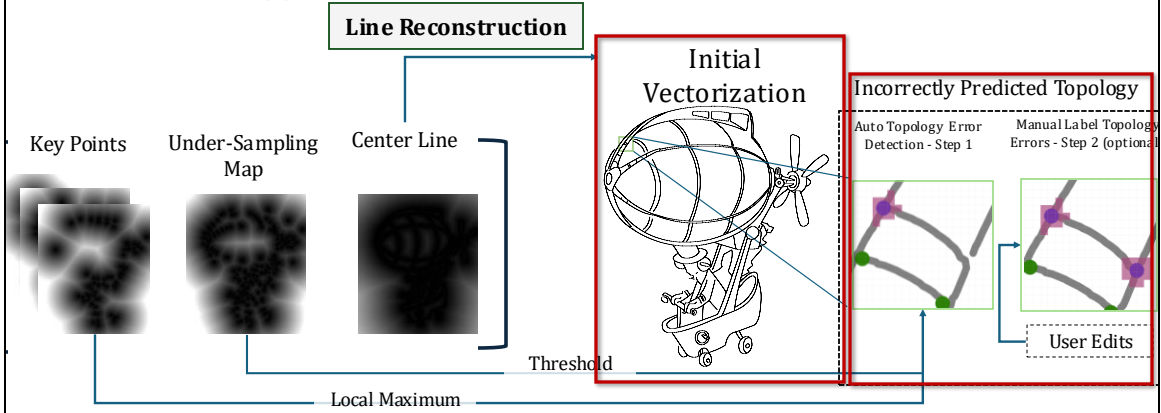 Line Reconstruction
Initial
Vectorization
Incorrectly Predicted Topology
Key Points
Under-Sampling
Map
Center Line
Auto Topology Error
Detection - Step 1
Manual Label Topology
Errors - Step 2 (optional
User Edits
Threshold
Local Maximum